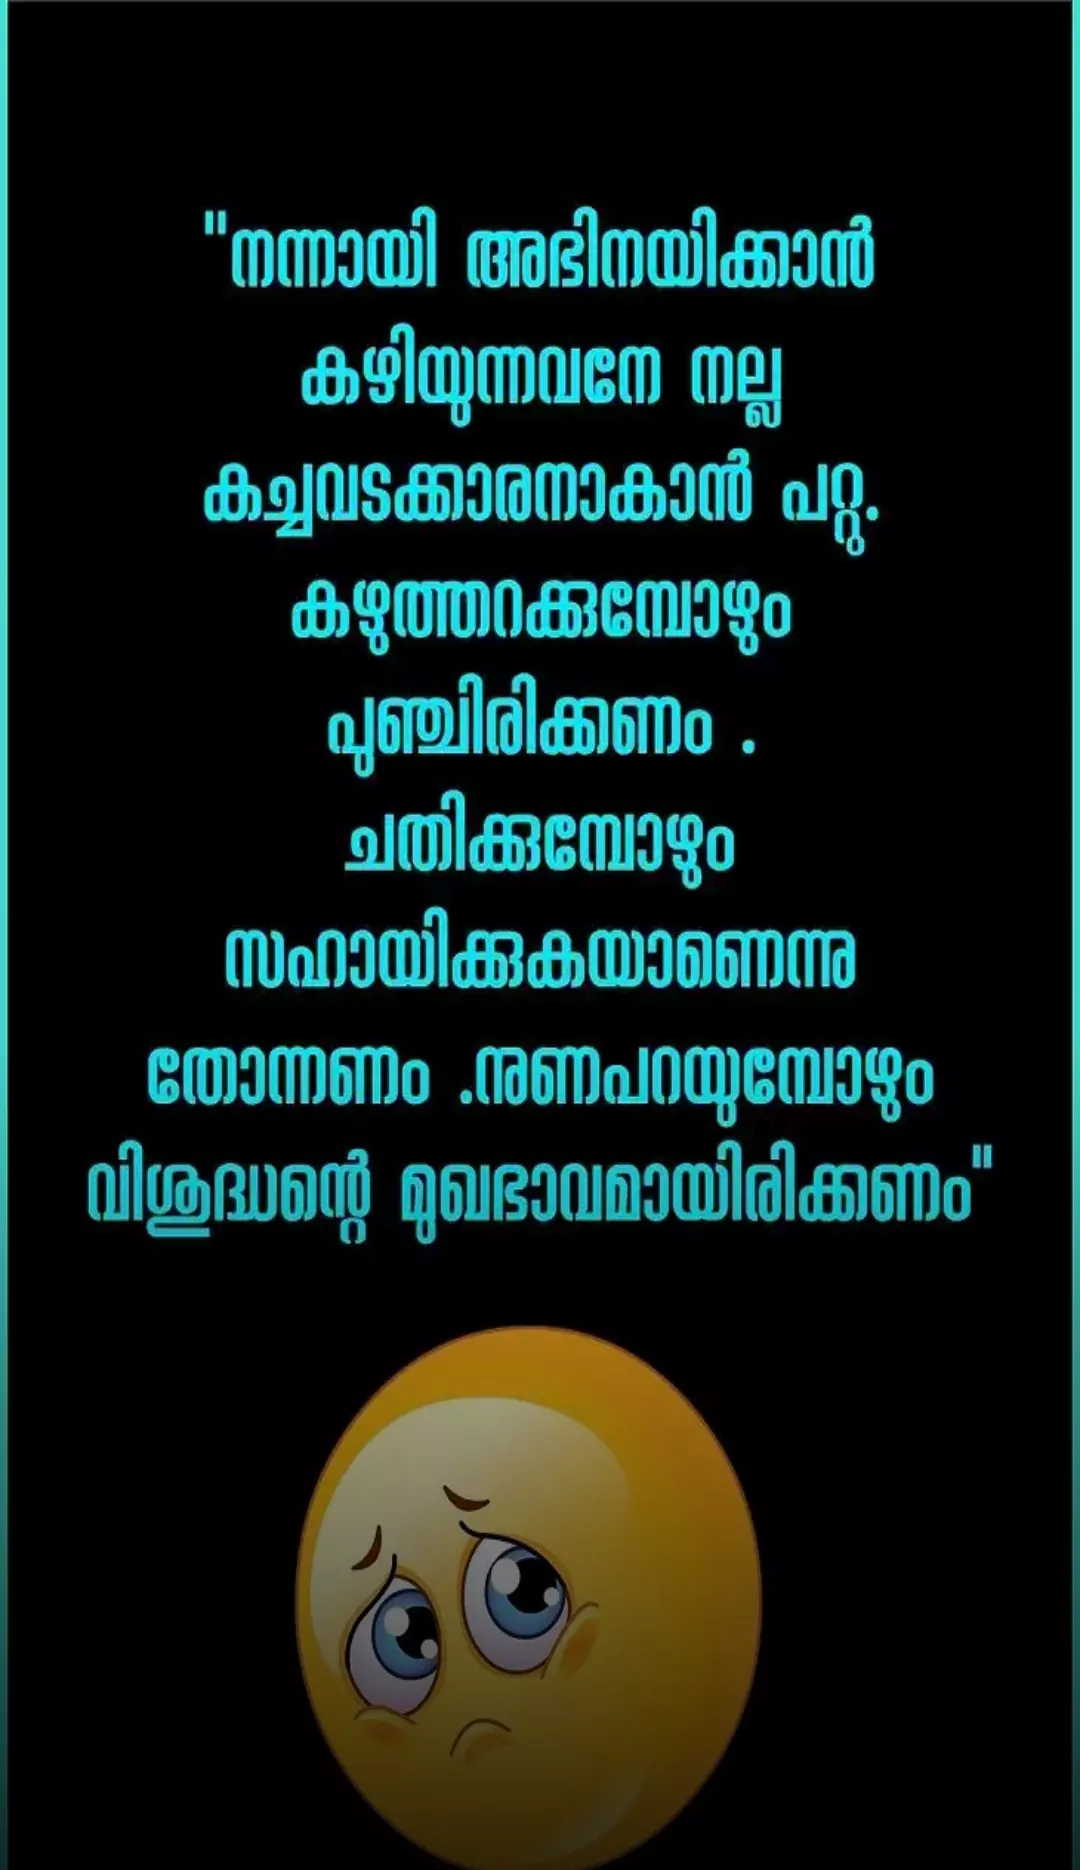 "നന്നായി അഭിനയിക്കാൻ
കഴിയുന്നവനേ നല്ല
കച്ചവടക്കാരനാകാൻ പറ്റൂ.
കഴുത്തറക്കുമ്പോഴും
പുഞ്ചിരിക്കണം .
ചതിക്കുമ്പോഴും
സഹായിക്കുകയാണെന്നു
തോന്നണം .നുണപറയുമ്പോഴും
വിശുദ്ധന്റെ മുഖഭാവമായിരിക്കണം"